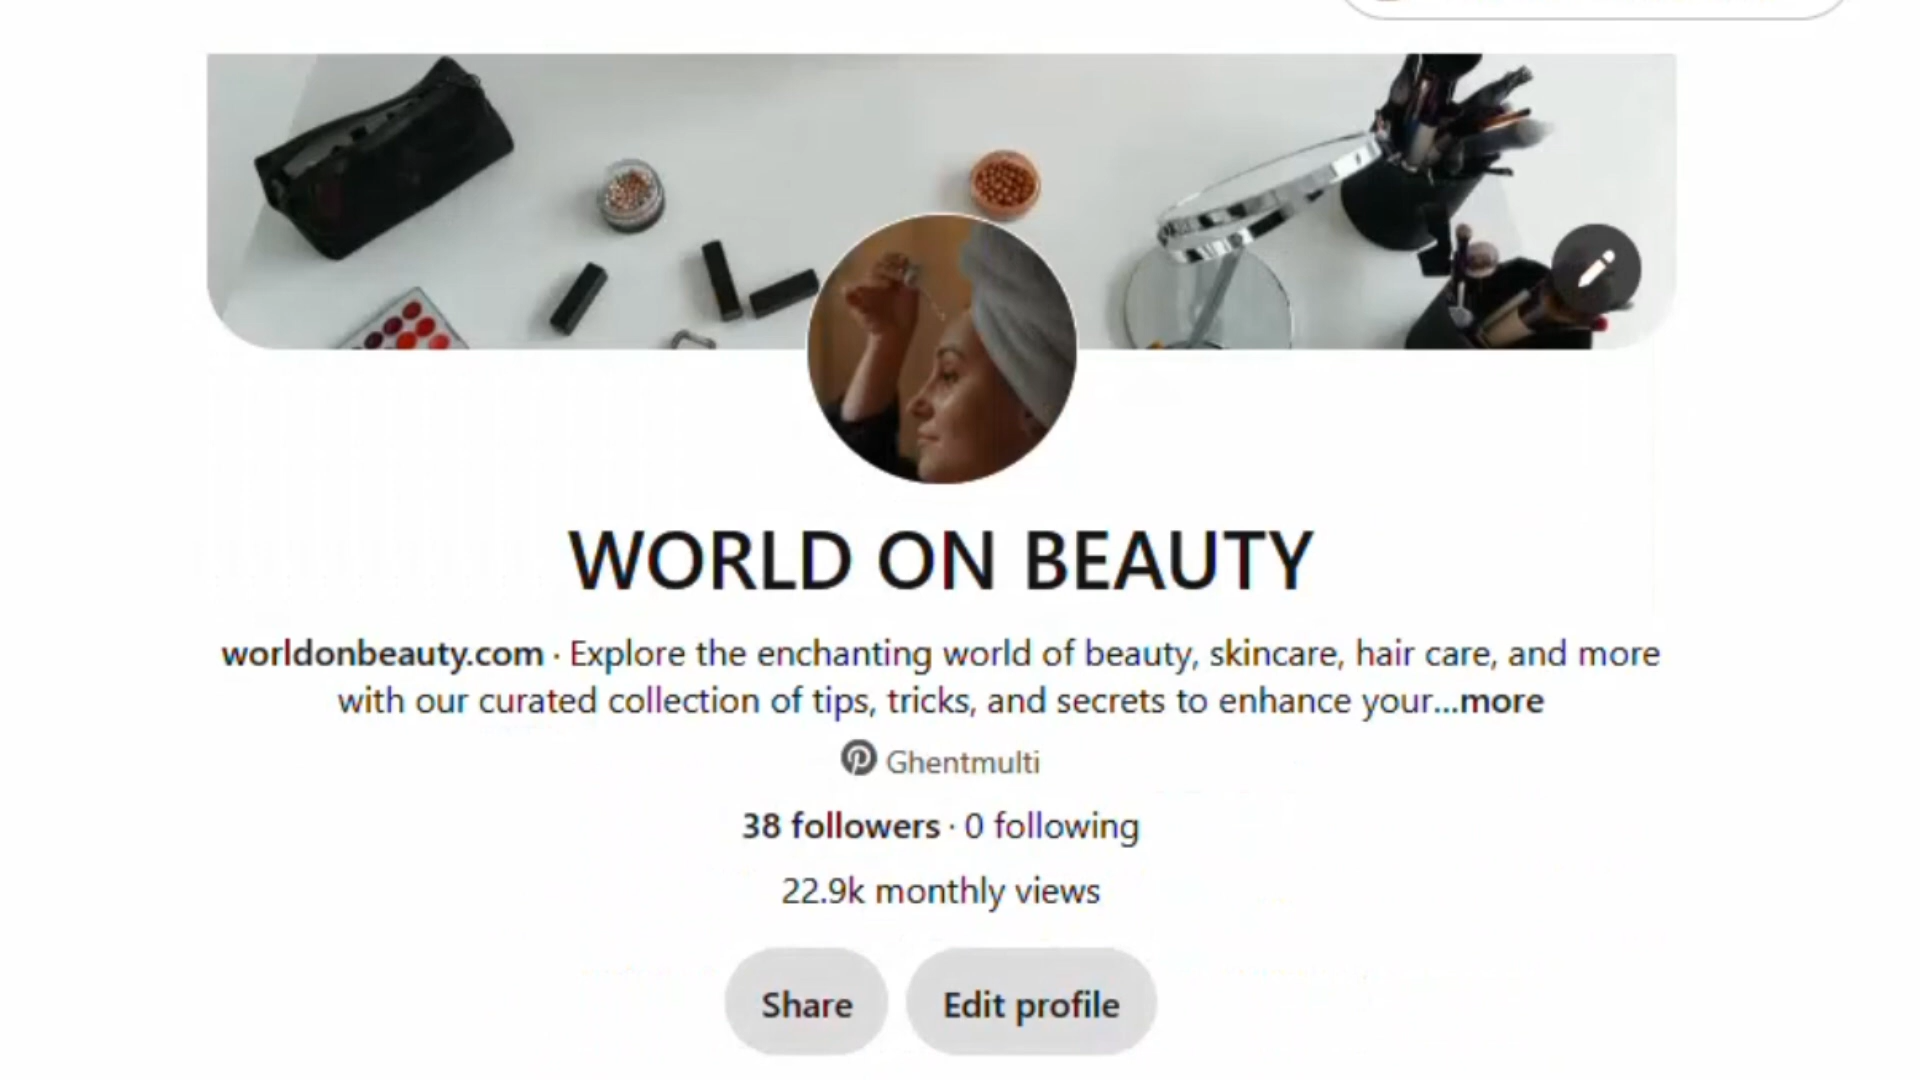 WORLD ON BEAUTY
worldonbeauty.com · Explore the enchanting world of beauty, skincare, hair care, and more
with our curated collection of tips, tricks, and secrets to enhance your...more
Ghentmulti
38 followers · 0 following
22.9k monthly views
Share
Edit profile